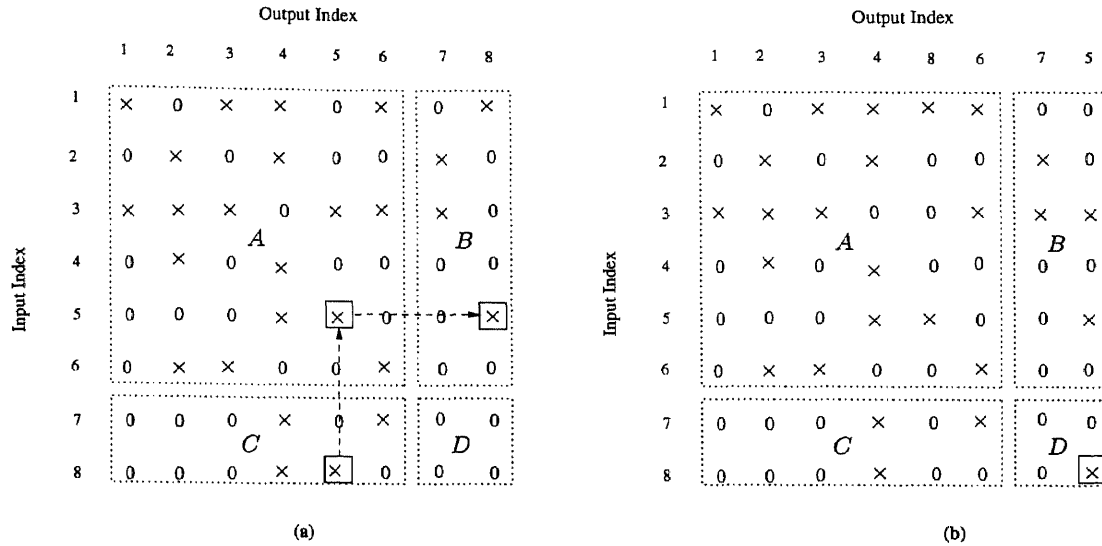 Output Index
1 2 3 4 5 6 7 8
1 × 0 × × 0 × 0 ×
2 0 × 0 × 0 0 × 0
3 × × × 0 × × × 0
A B
4 0 × 0 × 0 0 0 0
5 0 0 0 × × 0 0 ×
6 0 × × 0 0 × 0 0
7 0 0 0 × 0 × 0 0
C D
8 0 0 0 × × 0 0 0
Input Index
(a)
Output Index
1 2 3 4 8 6 7 5
1 × 0 × × × × 0 0
2 0 × 0 × 0 0 × 0
3 × × × 0 0 × × ×
A B
4 0 × 0 × 0 0 0 0
5 0 0 0 × × 0 0 ×
6 0 × × 0 0 × 0 0
7 0 0 0 × 0 × 0 0
C D
8 0 0 0 × 0 0 0 ×
Input Index
(b)